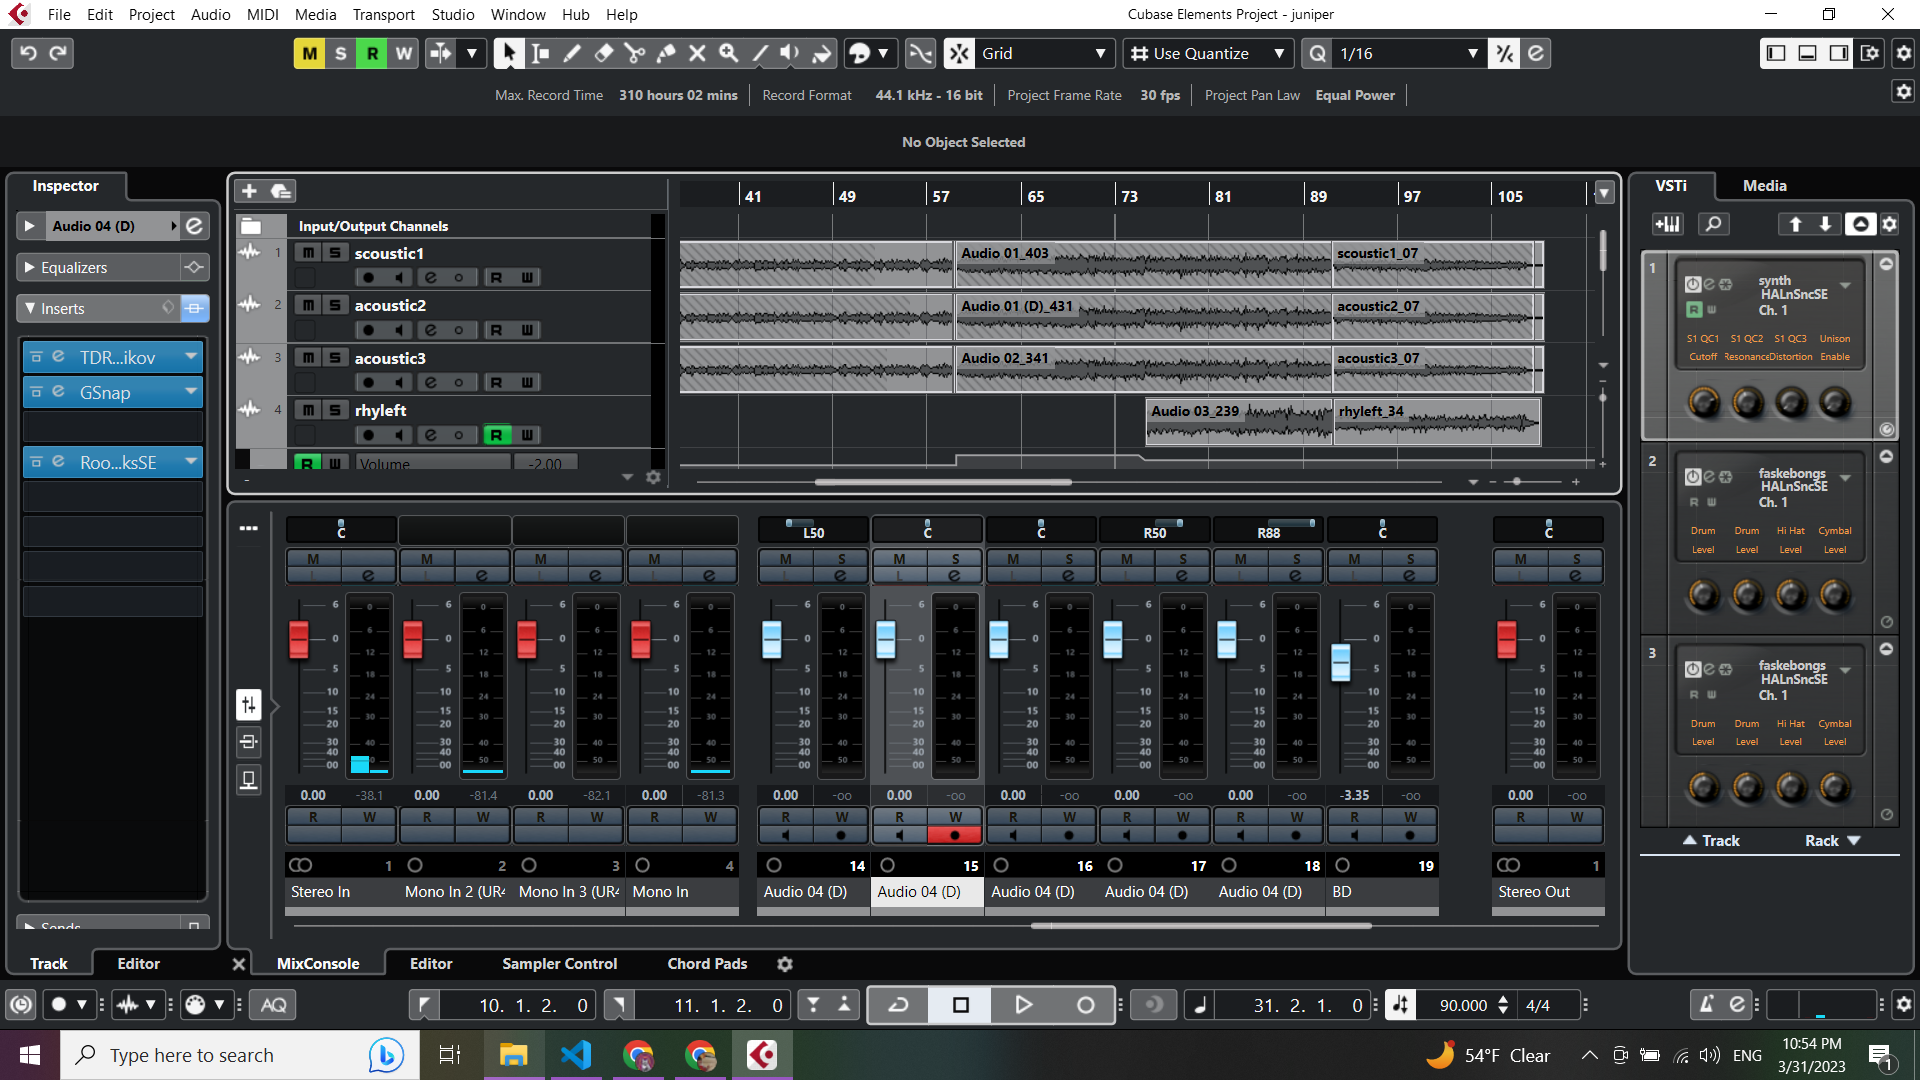 File Edit Project Audio MIDI Media Transport Studio Window Hub Help
Cubase Elements Project - juniper
M S R W
Grid
Use Quantize
Q 1/16
Max. Record Time 310 hours 02 mins Record Format 44.1 kHz - 16 bit Project Frame Rate 30 fps Project Pan Law Equal Power
No Object Selected
Inspector
Audio 04 (D)
Equalizers
Inserts
TDR...ikov
GSnap
Roo...ksSE
Track Editor
41 49 57 65 73 81 89 97 105
Input/Output Channels
1 M S scoustic1
R W
2 M S acoustic2
R W
3 M S acoustic3
R W
4 M S rhyleft
R W
R W Volume -2.00
Audio 01_403 scoustic1_07
Audio 01 (D)_431 acoustic2_07
Audio 02_341 acoustic3_07
Audio 03_239 rhyleft_34
C L50 C C R50 R88 C C
M M M M M S M S M S M S M S M S M S
0.00 -38.1 0.00 -81.4 0.00 -82.1 0.00 -81.3 0.00 -oo 0.00 -oo 0.00 -oo 0.00 -oo 0.00 -oo -3.35 -oo 0.00 -oo
R W R W R W R W R W R W R W R W R W R W R W
1 2 3 4 14 15 16 17 18 19 1
Stereo In Mono In 2 (UR4 Mono In 3 (UR4 Mono In Audio 04 (D) Audio 04 (D) Audio 04 (D) Audio 04 (D) Audio 04 (D) BD Stereo Out
MixConsole Editor Sampler Control Chord Pads
VSTi Media
1
synth
HALnSncSE
Ch. 1
R W
S1 QC1 S1 QC2 S1 QC3 Unison
Cutoff Resonance Distortion Enable
2
faskebongs
HALnSncSE
Ch. 1
R W
Drum Drum Hi Hat Cymbal
Level Level Level Level
3
faskebongs
HALnSncSE
Ch. 1
R W
Drum Drum Hi Hat Cymbal
Level Level Level Level
Track Rack
AQ
10. 1. 2. 0
11. 1. 2. 0
31. 2. 1. 0
90.000
4/4
Type here to search
54°F Clear
ENG
10:54 PM
3/31/2023
1